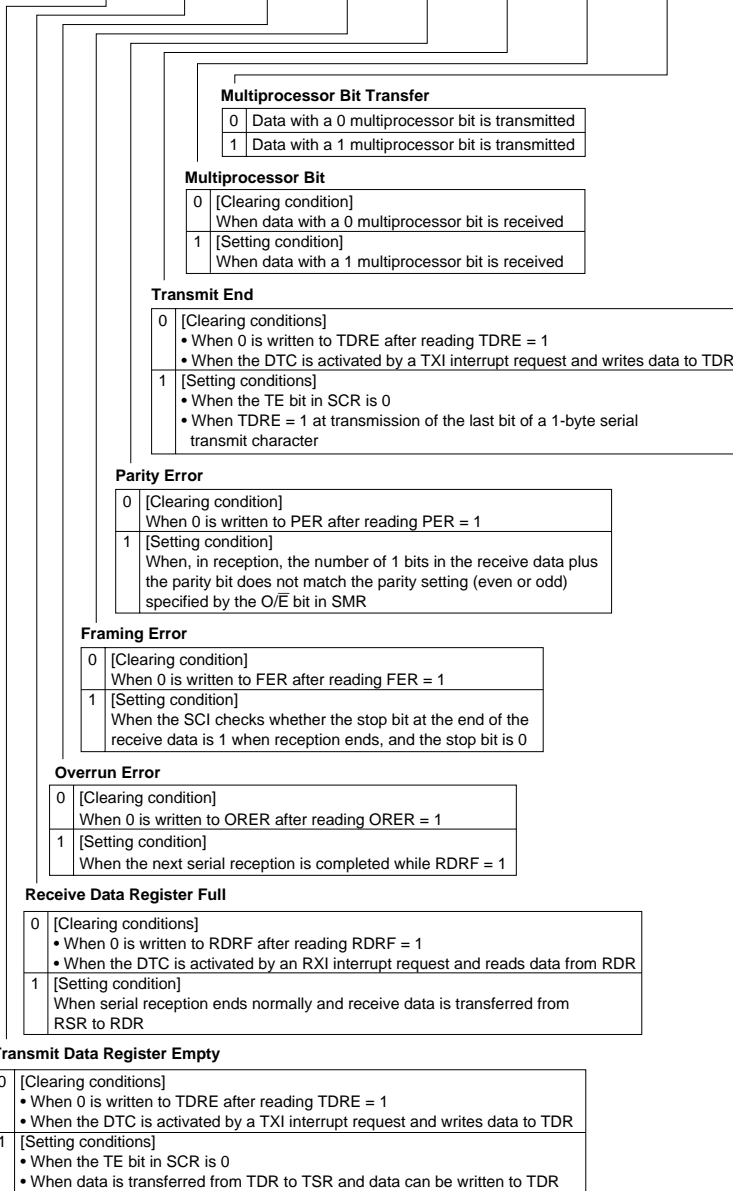 Multiprocessor Bit Transfer
0 Data with a 0 multiprocessor bit is transmitted
1 Data with a 1 multiprocessor bit is transmitted
Multiprocessor Bit
0 [Clearing condition]
When data with a 0 multiprocessor bit is received
1 [Setting condition]
When data with a 1 multiprocessor bit is received
Transmit End
0 [Clearing conditions]
• When 0 is written to TDRE after reading TDRE = 1
• When the DTC is activated by a TXI interrupt request and writes data to TDR
1 [Setting conditions]
• When the TE bit in SCR is 0
• When TDRE = 1 at transmission of the last bit of a 1-byte serial
transmit character
Parity Error
0 [Clearing condition]
When 0 is written to PER after reading PER = 1
1 [Setting condition]
When, in reception, the number of 1 bits in the receive data plus
the parity bit does not match the parity setting (even or odd)
specified by the O/E̅ bit in SMR
Framing Error
0 [Clearing condition]
When 0 is written to FER after reading FER = 1
1 [Setting condition]
When the SCI checks whether the stop bit at the end of the
receive data is 1 when reception ends, and the stop bit is 0
Overrun Error
0 [Clearing condition]
When 0 is written to ORER after reading ORER = 1
1 [Setting condition]
When the next serial reception is completed while RDRF = 1
Receive Data Register Full
0 [Clearing conditions]
• When 0 is written to RDRF after reading RDRF = 1
• When the DTC is activated by an RXI interrupt request and reads data from RDR
1 [Setting condition]
When serial reception ends normally and receive data is transferred from
RSR to RDR
Transmit Data Register Empty
0 [Clearing conditions]
• When 0 is written to TDRE after reading TDRE = 1
• When the DTC is activated by a TXI interrupt request and writes data to TDR
1 [Setting conditions]
• When the TE bit in SCR is 0
• When data is transferred from TDR to TSR and data can be written to TDR